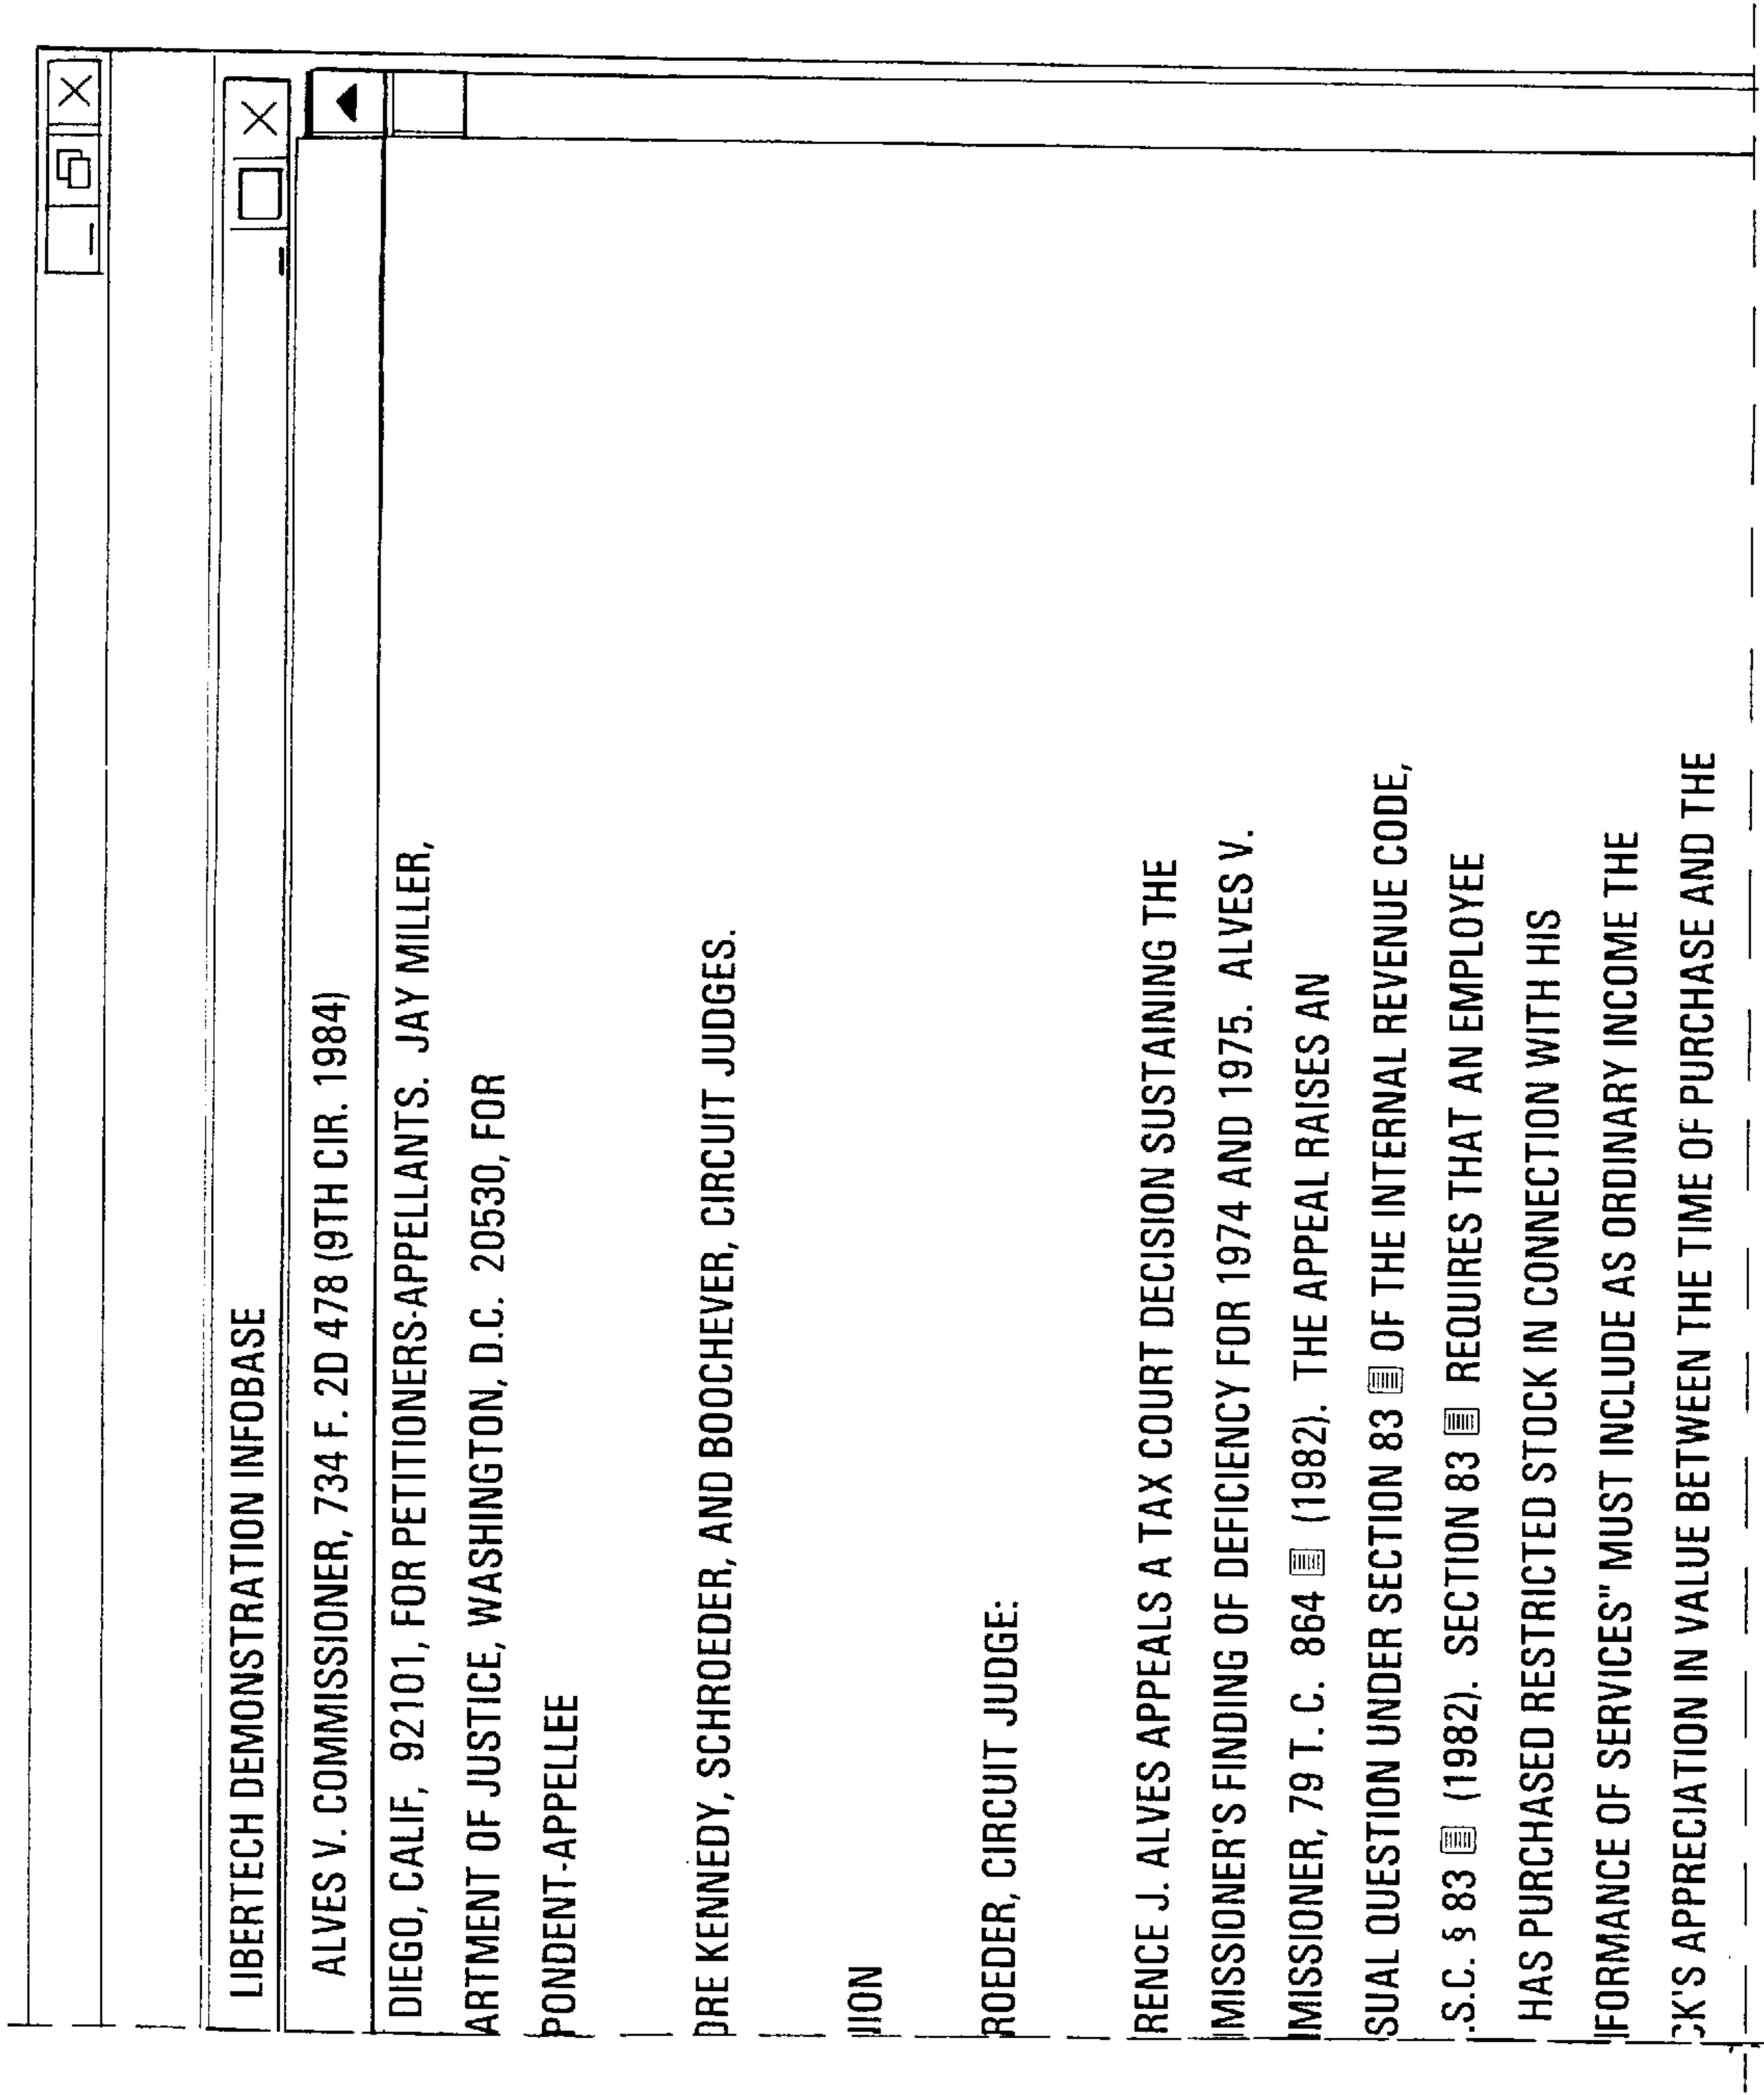 LIBERTECH DEMONSTRATION INFOBASE
ALVES V. COMMISSIONER, 734 F. 2D 478 (9TH CIR. 1984)
DIEGO, CALIF, 92101, FOR PETITIONERS-APPELLANTS. JAY MILLER,
ARTMENT OF JUSTICE, WASHINGTON, D.C. 20530, FOR
PONDENT-APPELLEE
ORE KENNEDY, SCHROEDER, AND BOOCHEVER, CIRCUIT JUDGES.
NION
ROEDER, CIRCUIT JUDGE:
RENCE J. ALVES APPEALS A TAX COURT DECISION SUSTAINING THE
MMISSIONER'S FINDING OF DEFICIENCY FOR 1974 AND 1975. ALVES V.
MMISSIONER, 79 T. C. 864 (1982). THE APPEAL RAISES AN
SUAL QUESTION UNDER SECTION 83 OF THE INTERNAL REVENUE CODE,
.S.C. § 83 (1982). SECTION 83 REQUIRES THAT AN EMPLOYEE
HAS PURCHASED RESTRICTED STOCK IN CONNECTION WITH HIS
RFORMANCE OF SERVICES" MUST INCLUDE AS ORDINARY INCOME THE
CK'S APPRECIATION IN VALUE BETWEEN THE TIME OF PURCHASE AND THE